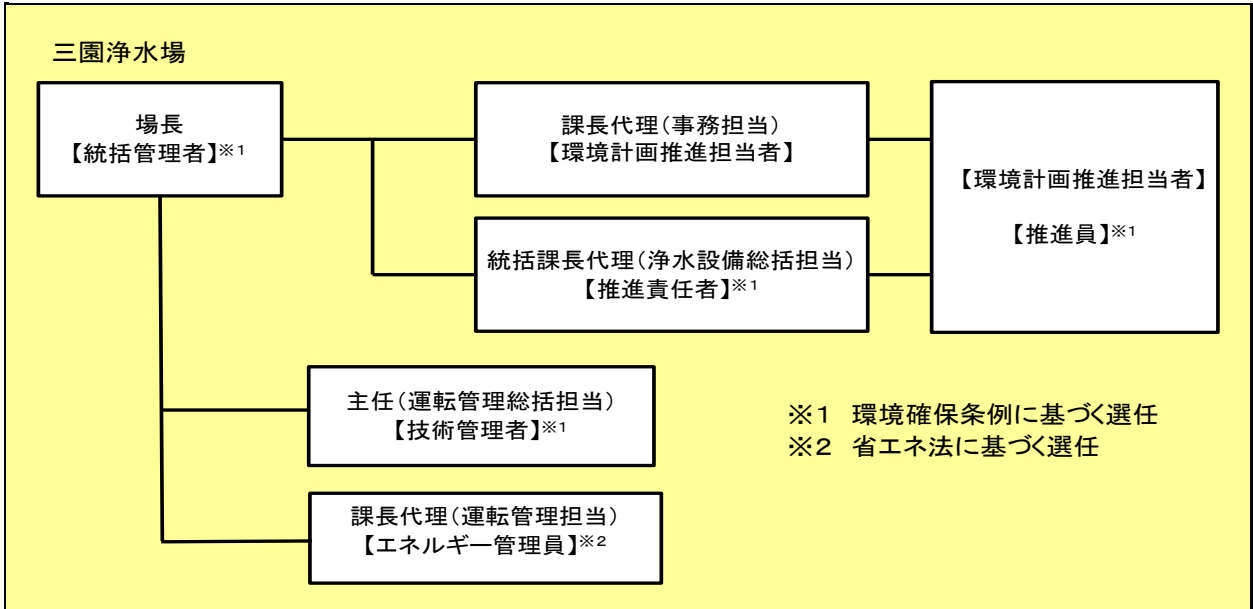 三園浄水場
場長
【統括管理者】※1
課長代理(事務担当)
【環境計画推進担当者】
統括課長代理(浄水設備総括担当)
【推進責任者】※1
【環境計画推進担当者】
【推進員】※1
主任(運転管理総括担当)
【技術管理者】※1
課長代理(運転管理担当)
【エネルギー管理員】※2
※1 環境確保条例に基づく選任
※2 省エネ法に基づく選任